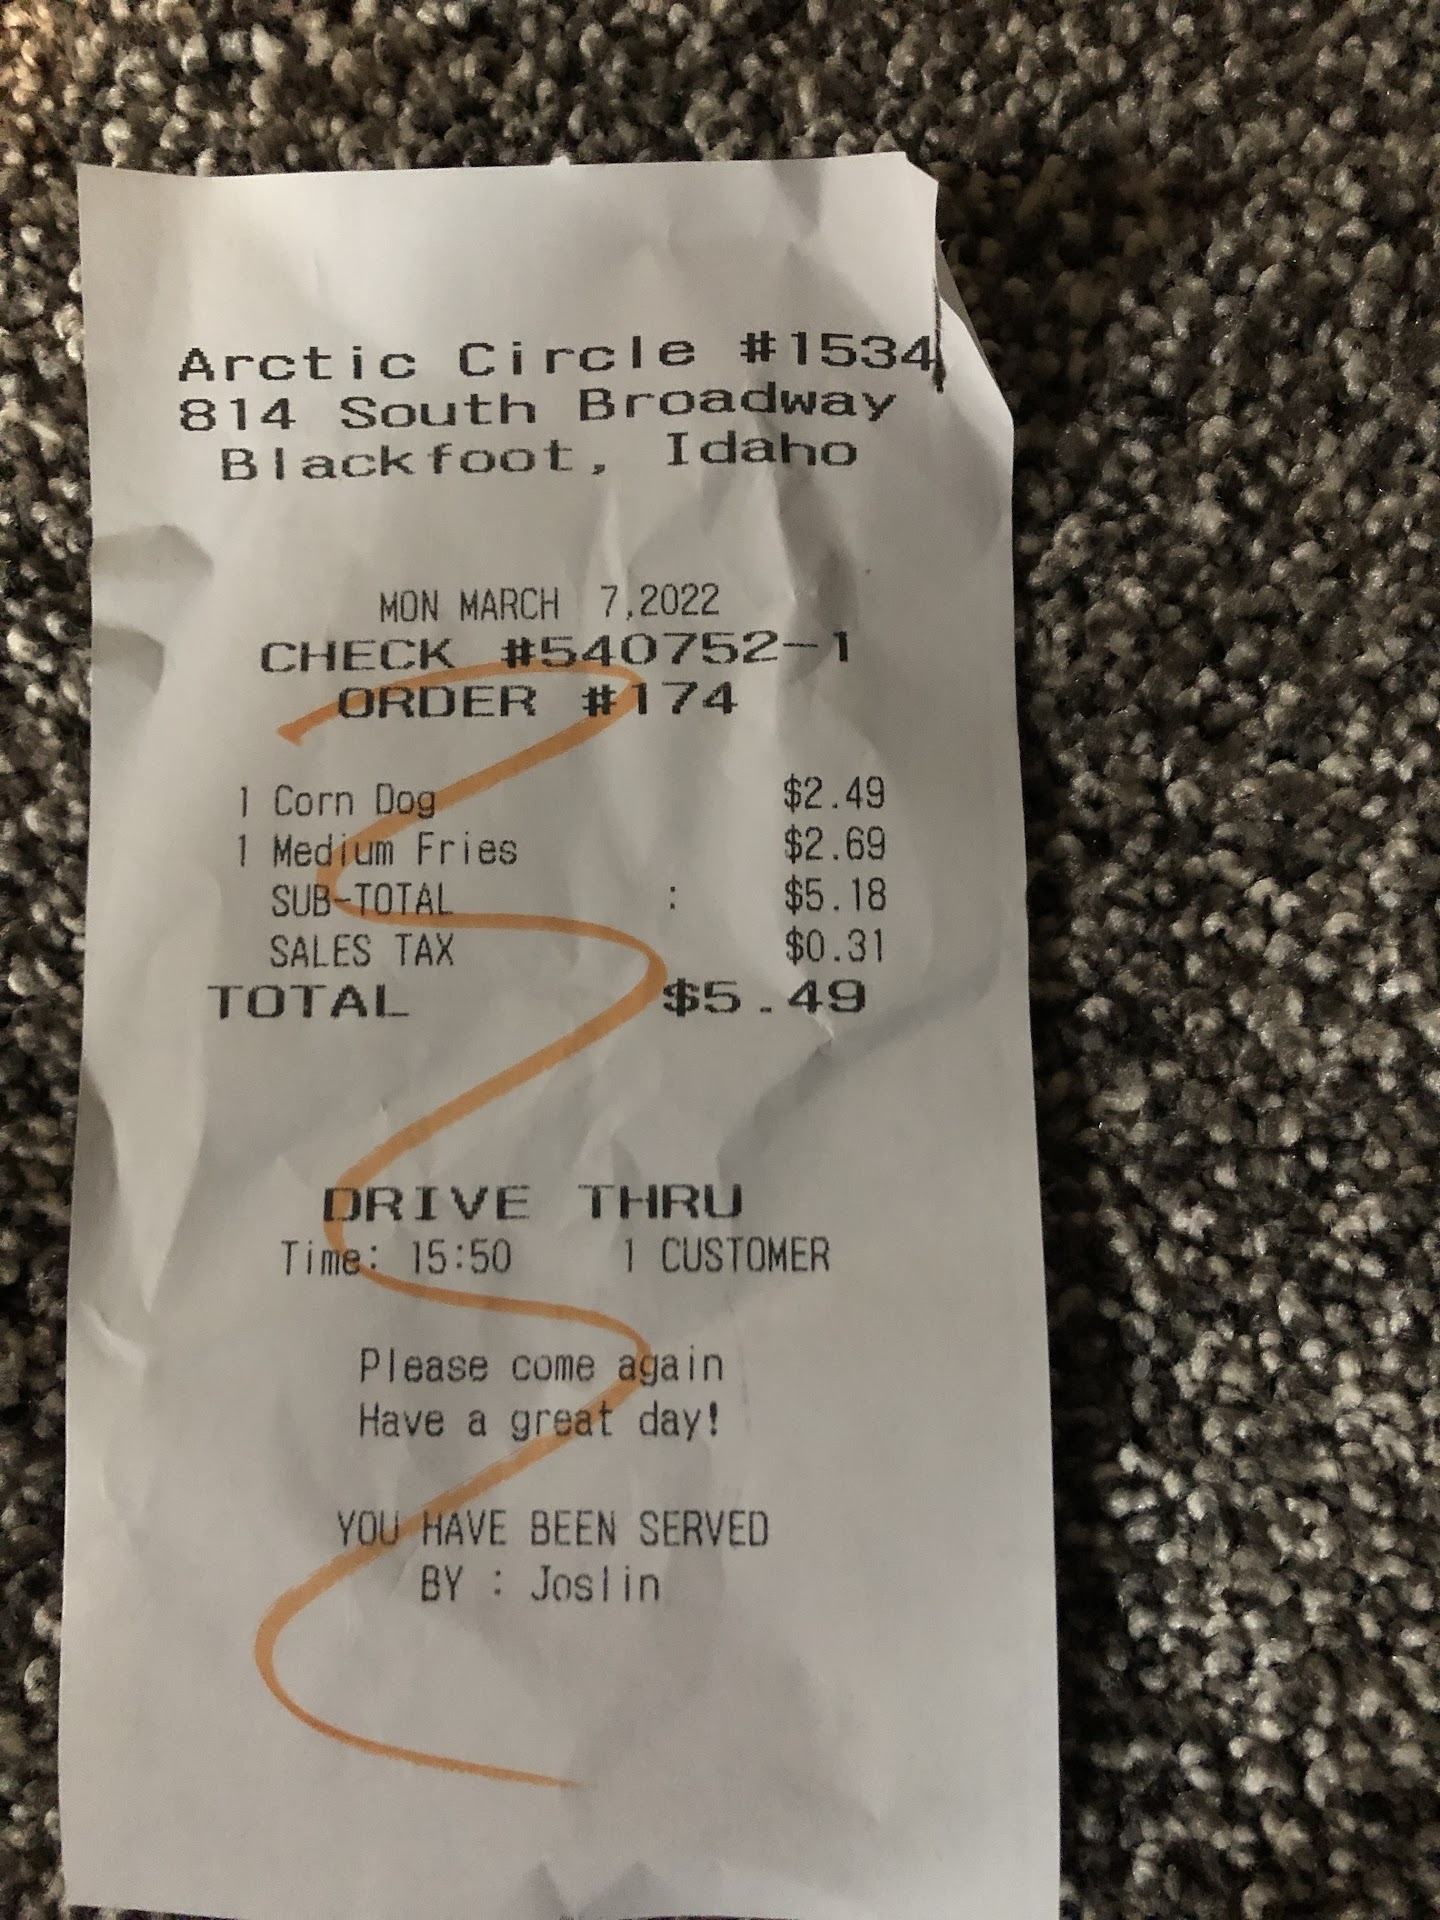 Arctic Circle #1534
814 South Broadway
Blackfoot, Idaho
MON MARCH 7,2022
CHECK #540752-1
ORDER #174
1 Corn Dog $2.49
1 Medium Fries $2.69
SUB-TOTAL : $5.18
SALES TAX $0.31
TOTAL $5.49
DRIVE THRU
Time: 15:50 1 CUSTOMER
Please come again
Have a great day!
YOU HAVE BEEN SERVED
BY : Joslin